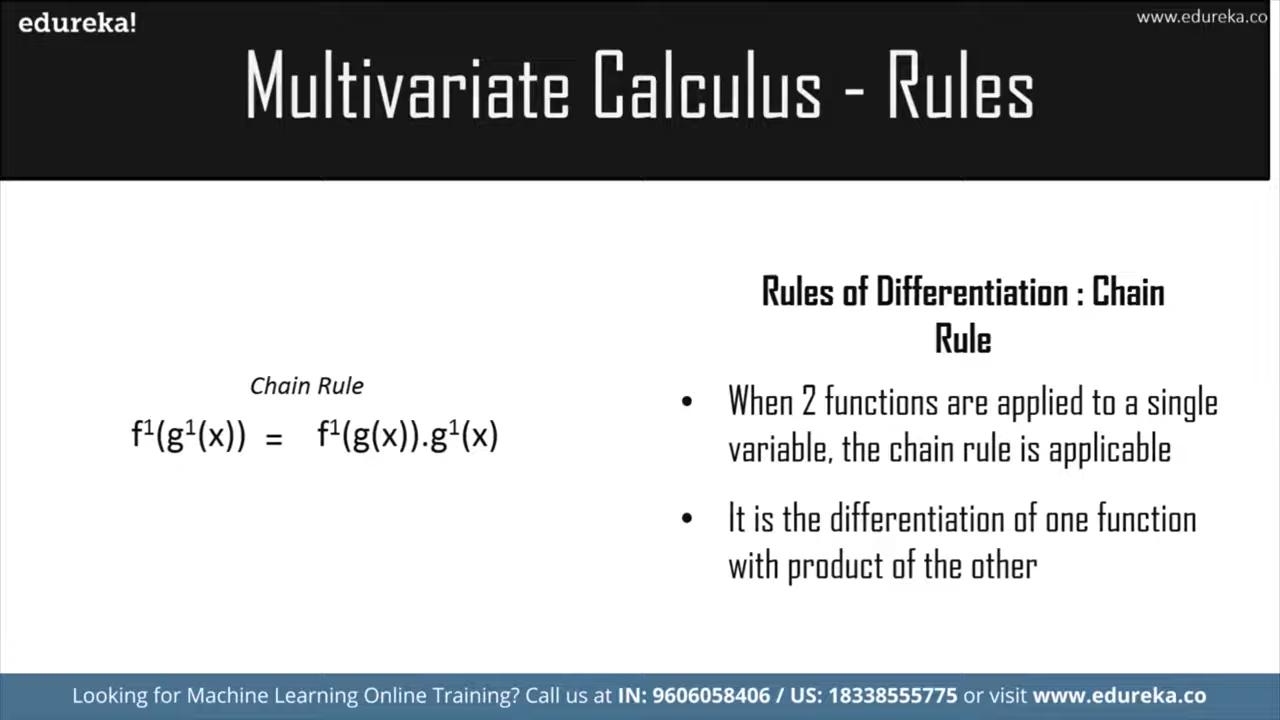 edureka!
www.edureka.co
Multivariate Calculus - Rules
Chain Rule
f¹(g¹(x)) = f¹(g(x)).g¹(x)
Rules of Differentiation : Chain
Rule
• When 2 functions are applied to a single
variable, the chain rule is applicable
• It is the differentiation of one function
with product of the other
Looking for Machine Learning Online Training? Call us at IN: 9606058406 / US: 18338555775 or visit www.edureka.co